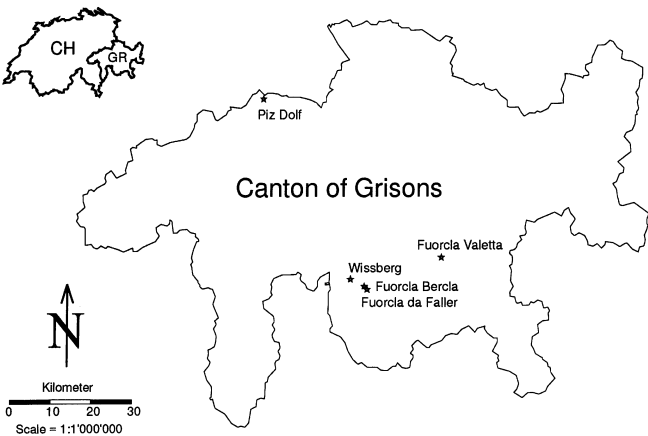 CH
GR
Piz Dolf
Canton of Grisons
Fuorcla Valetta
Wissberg
Fuorcla Bercla
Fuorcla da Faller
N
Kilometer
0 10 20 30
Scale = 1:1'000'000